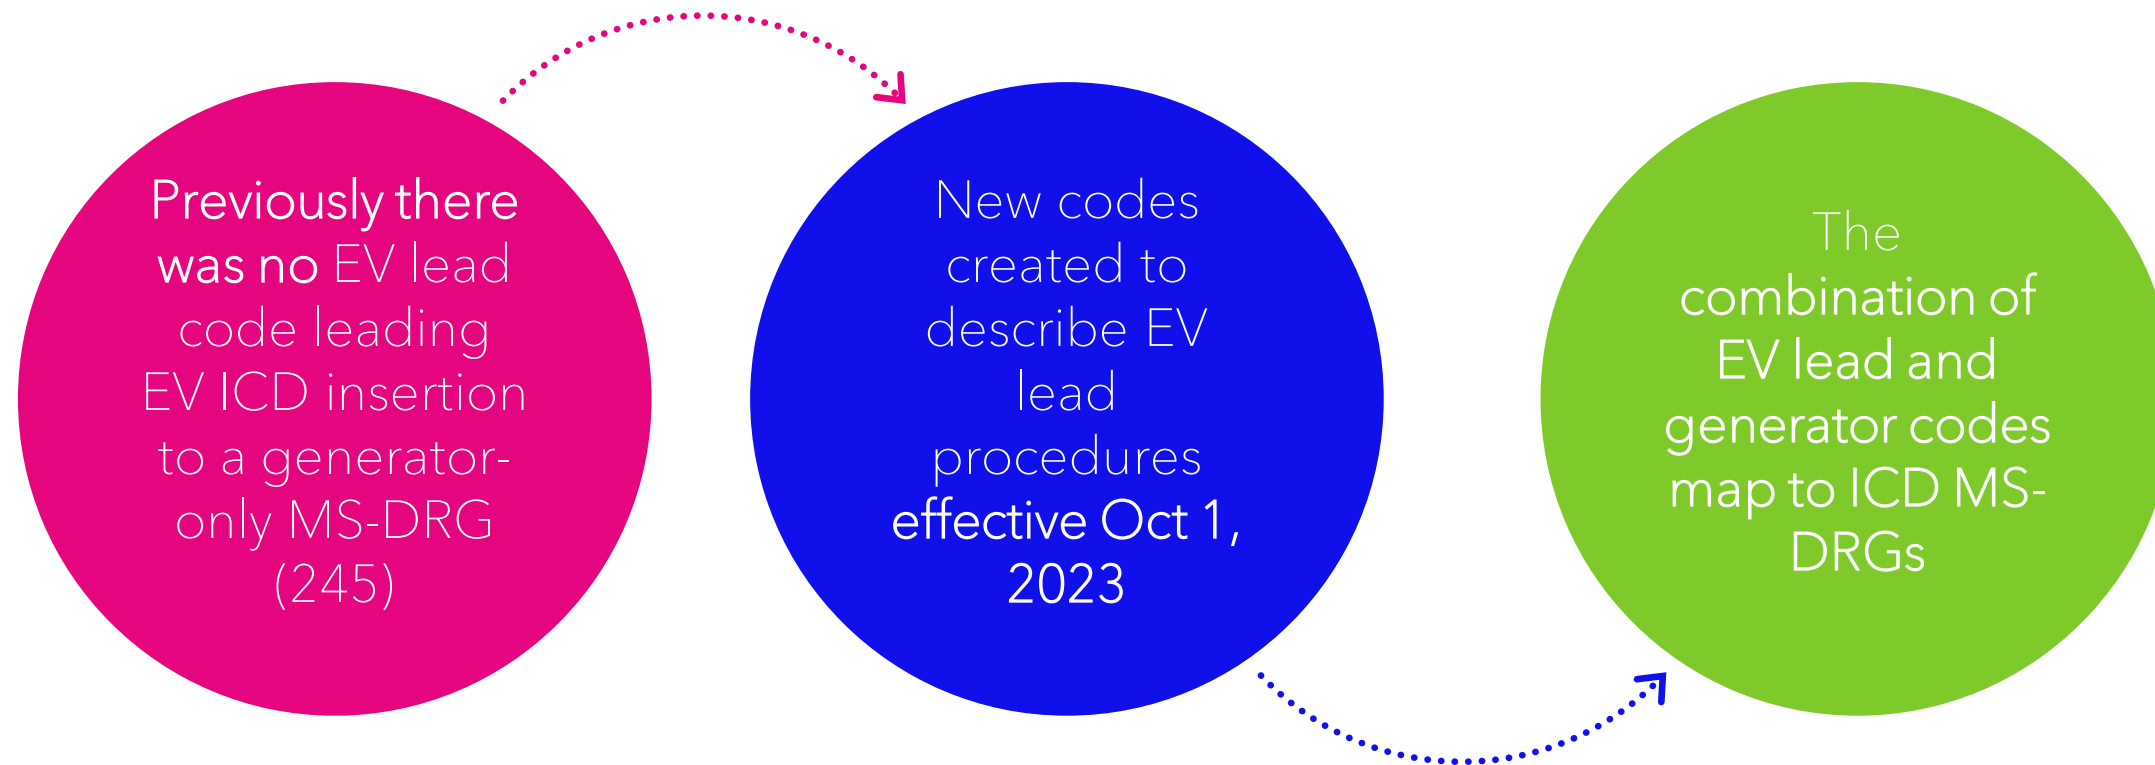 Previously there
was no EV lead
code leading
EV ICD insertion
to a generator-
only MS-DRG
(245)
New codes
created to
describe EV
lead
procedures
effective Oct 1,
2023
The
combination of
EV lead and
generator codes
map to ICD MS-
DRGs